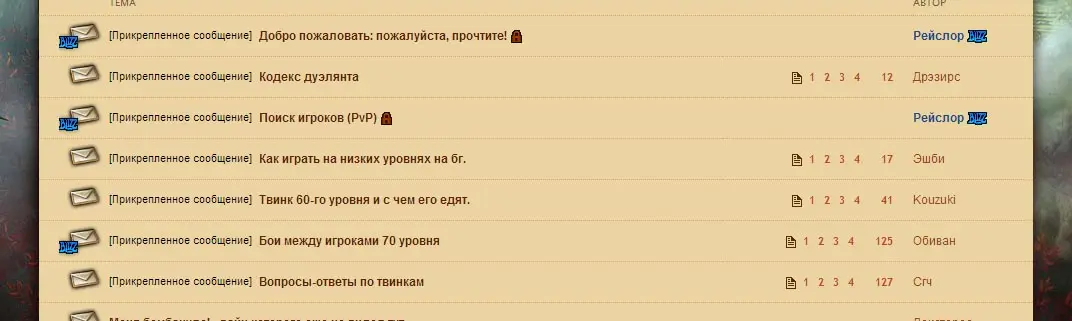 ТЕМА АВТОР
[Прикрепленное сообщение] Добро пожаловать: пожалуйста, прочтите! Рейслор BLIZZ
[Прикрепленное сообщение] Кодекс дуэлянта 1 2 3 4 12 Дрэзирс
[Прикрепленное сообщение] Поиск игроков (PvP) Рейслор BLIZZ
[Прикрепленное сообщение] Как играть на низких уровнях на бг. 1 2 3 4 17 Эшби
[Прикрепленное сообщение] Твинк 60-го уровня и с чем его едят. 1 2 3 4 41 Kouzuki
[Прикрепленное сообщение] Бои между игроками 70 уровня 1 2 3 4 125 Обиван
[Прикрепленное сообщение] Вопросы-ответы по твинкам 1 2 3 4 127 Сгч